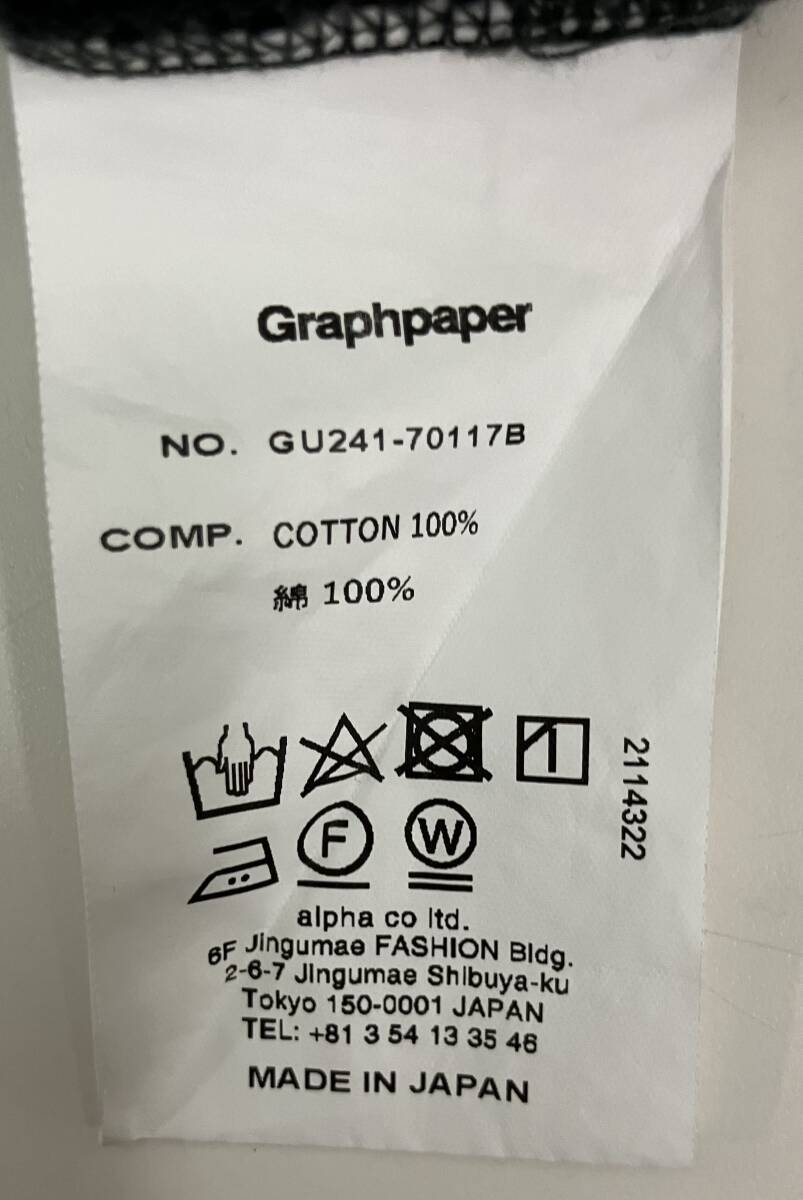 Graphpaper
NO. GU241-70117B
COMP. COTTON 100%
綿 100%
2114322
F W
alpha co ltd.
6F Jingumae FASHION Bldg.
2-6-7 Jingumae Shibuya-ku
Tokyo 150-0001 JAPAN
TEL: +81 3 54 13 35 46
MADE IN JAPAN